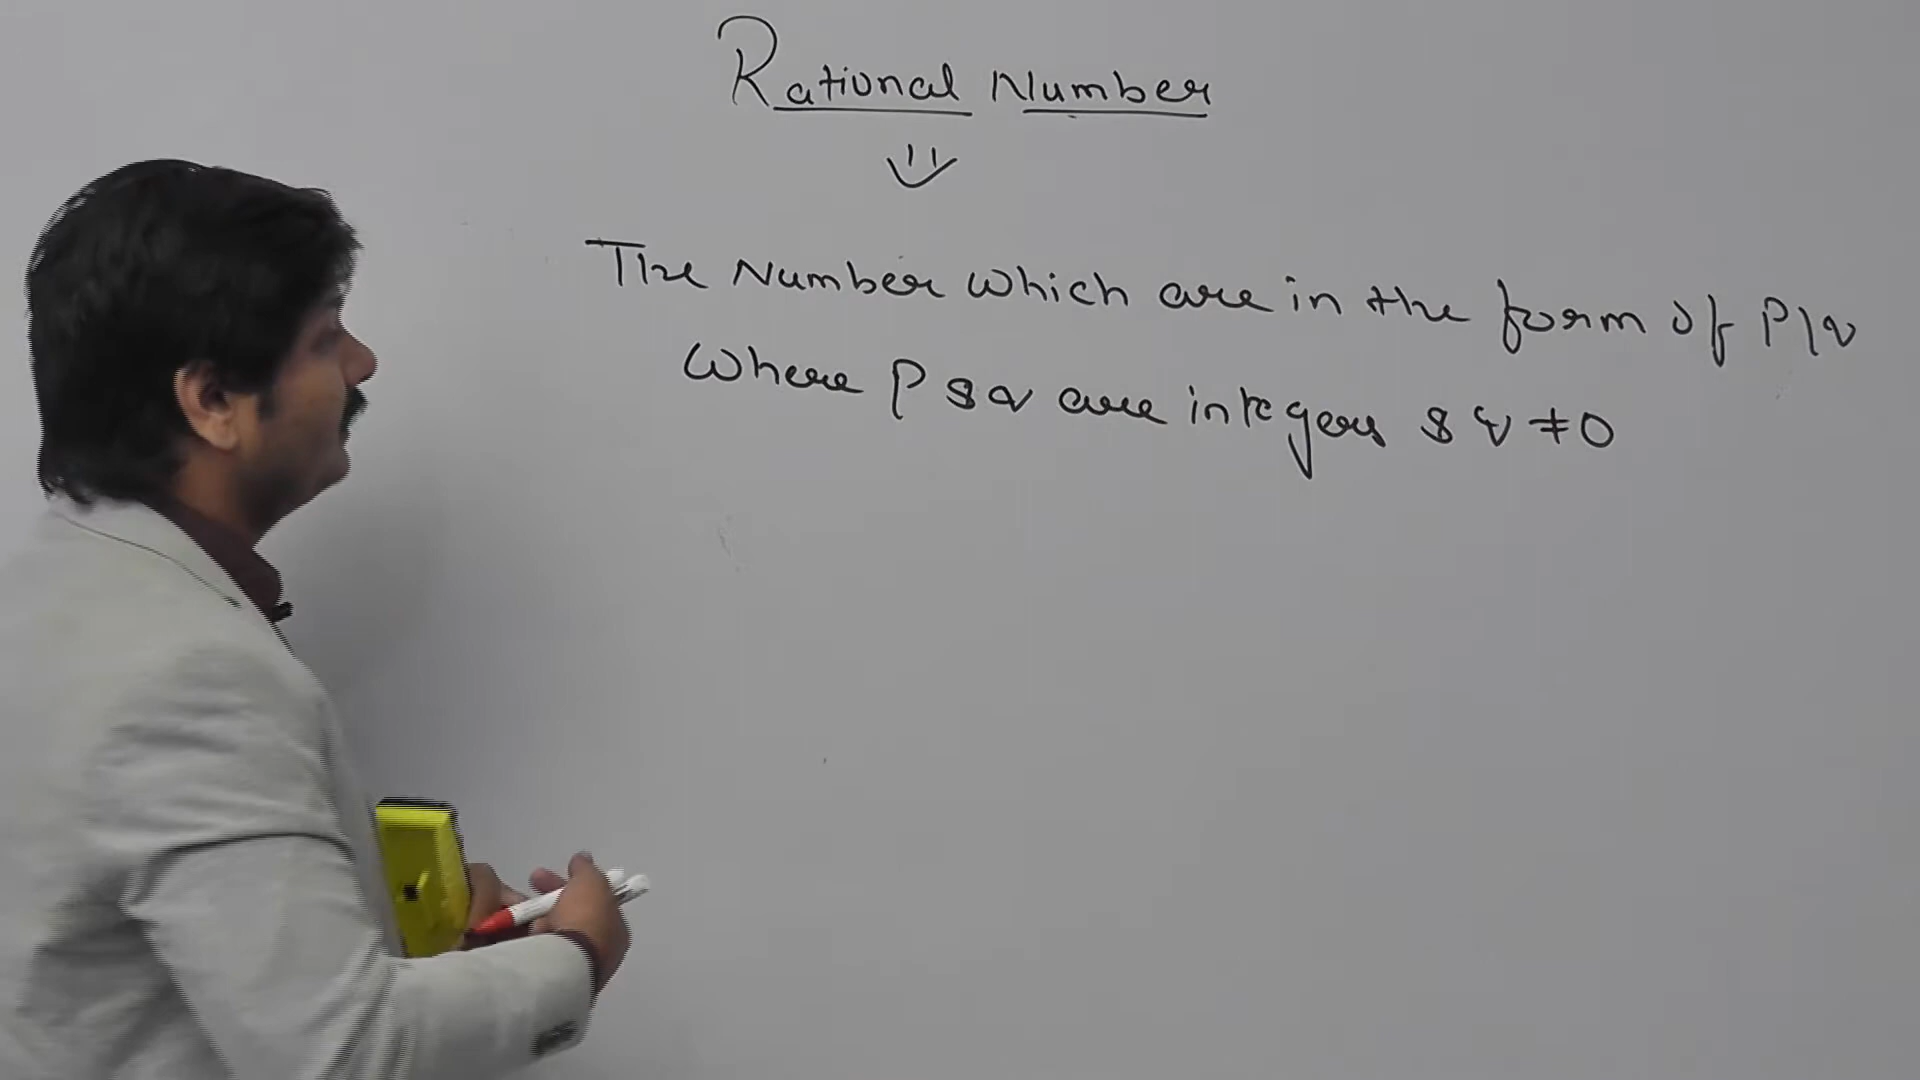 Rational Number
The Number which are in the form of P/q
where P & q are integers & q ≠ 0